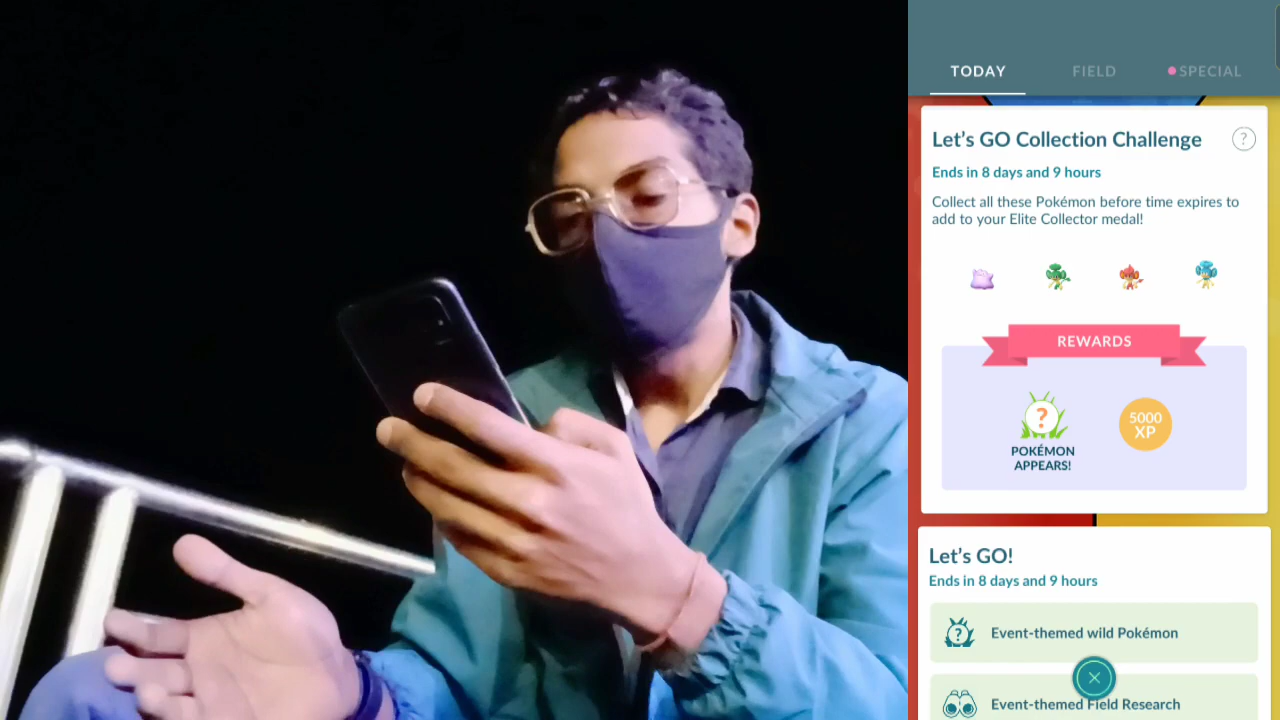 TODAY
FIELD
SPECIAL
Let's GO Collection Challenge
?
Ends in 8 days and 9 hours
Collect all these Pokémon before time expires to
add to your Elite Collector medal!
REWARDS
?
5000
XP
POKÉMON
APPEARS!
Let's GO!
Ends in 8 days and 9 hours
?
Event-themed wild Pokémon
Event-themed Field Research